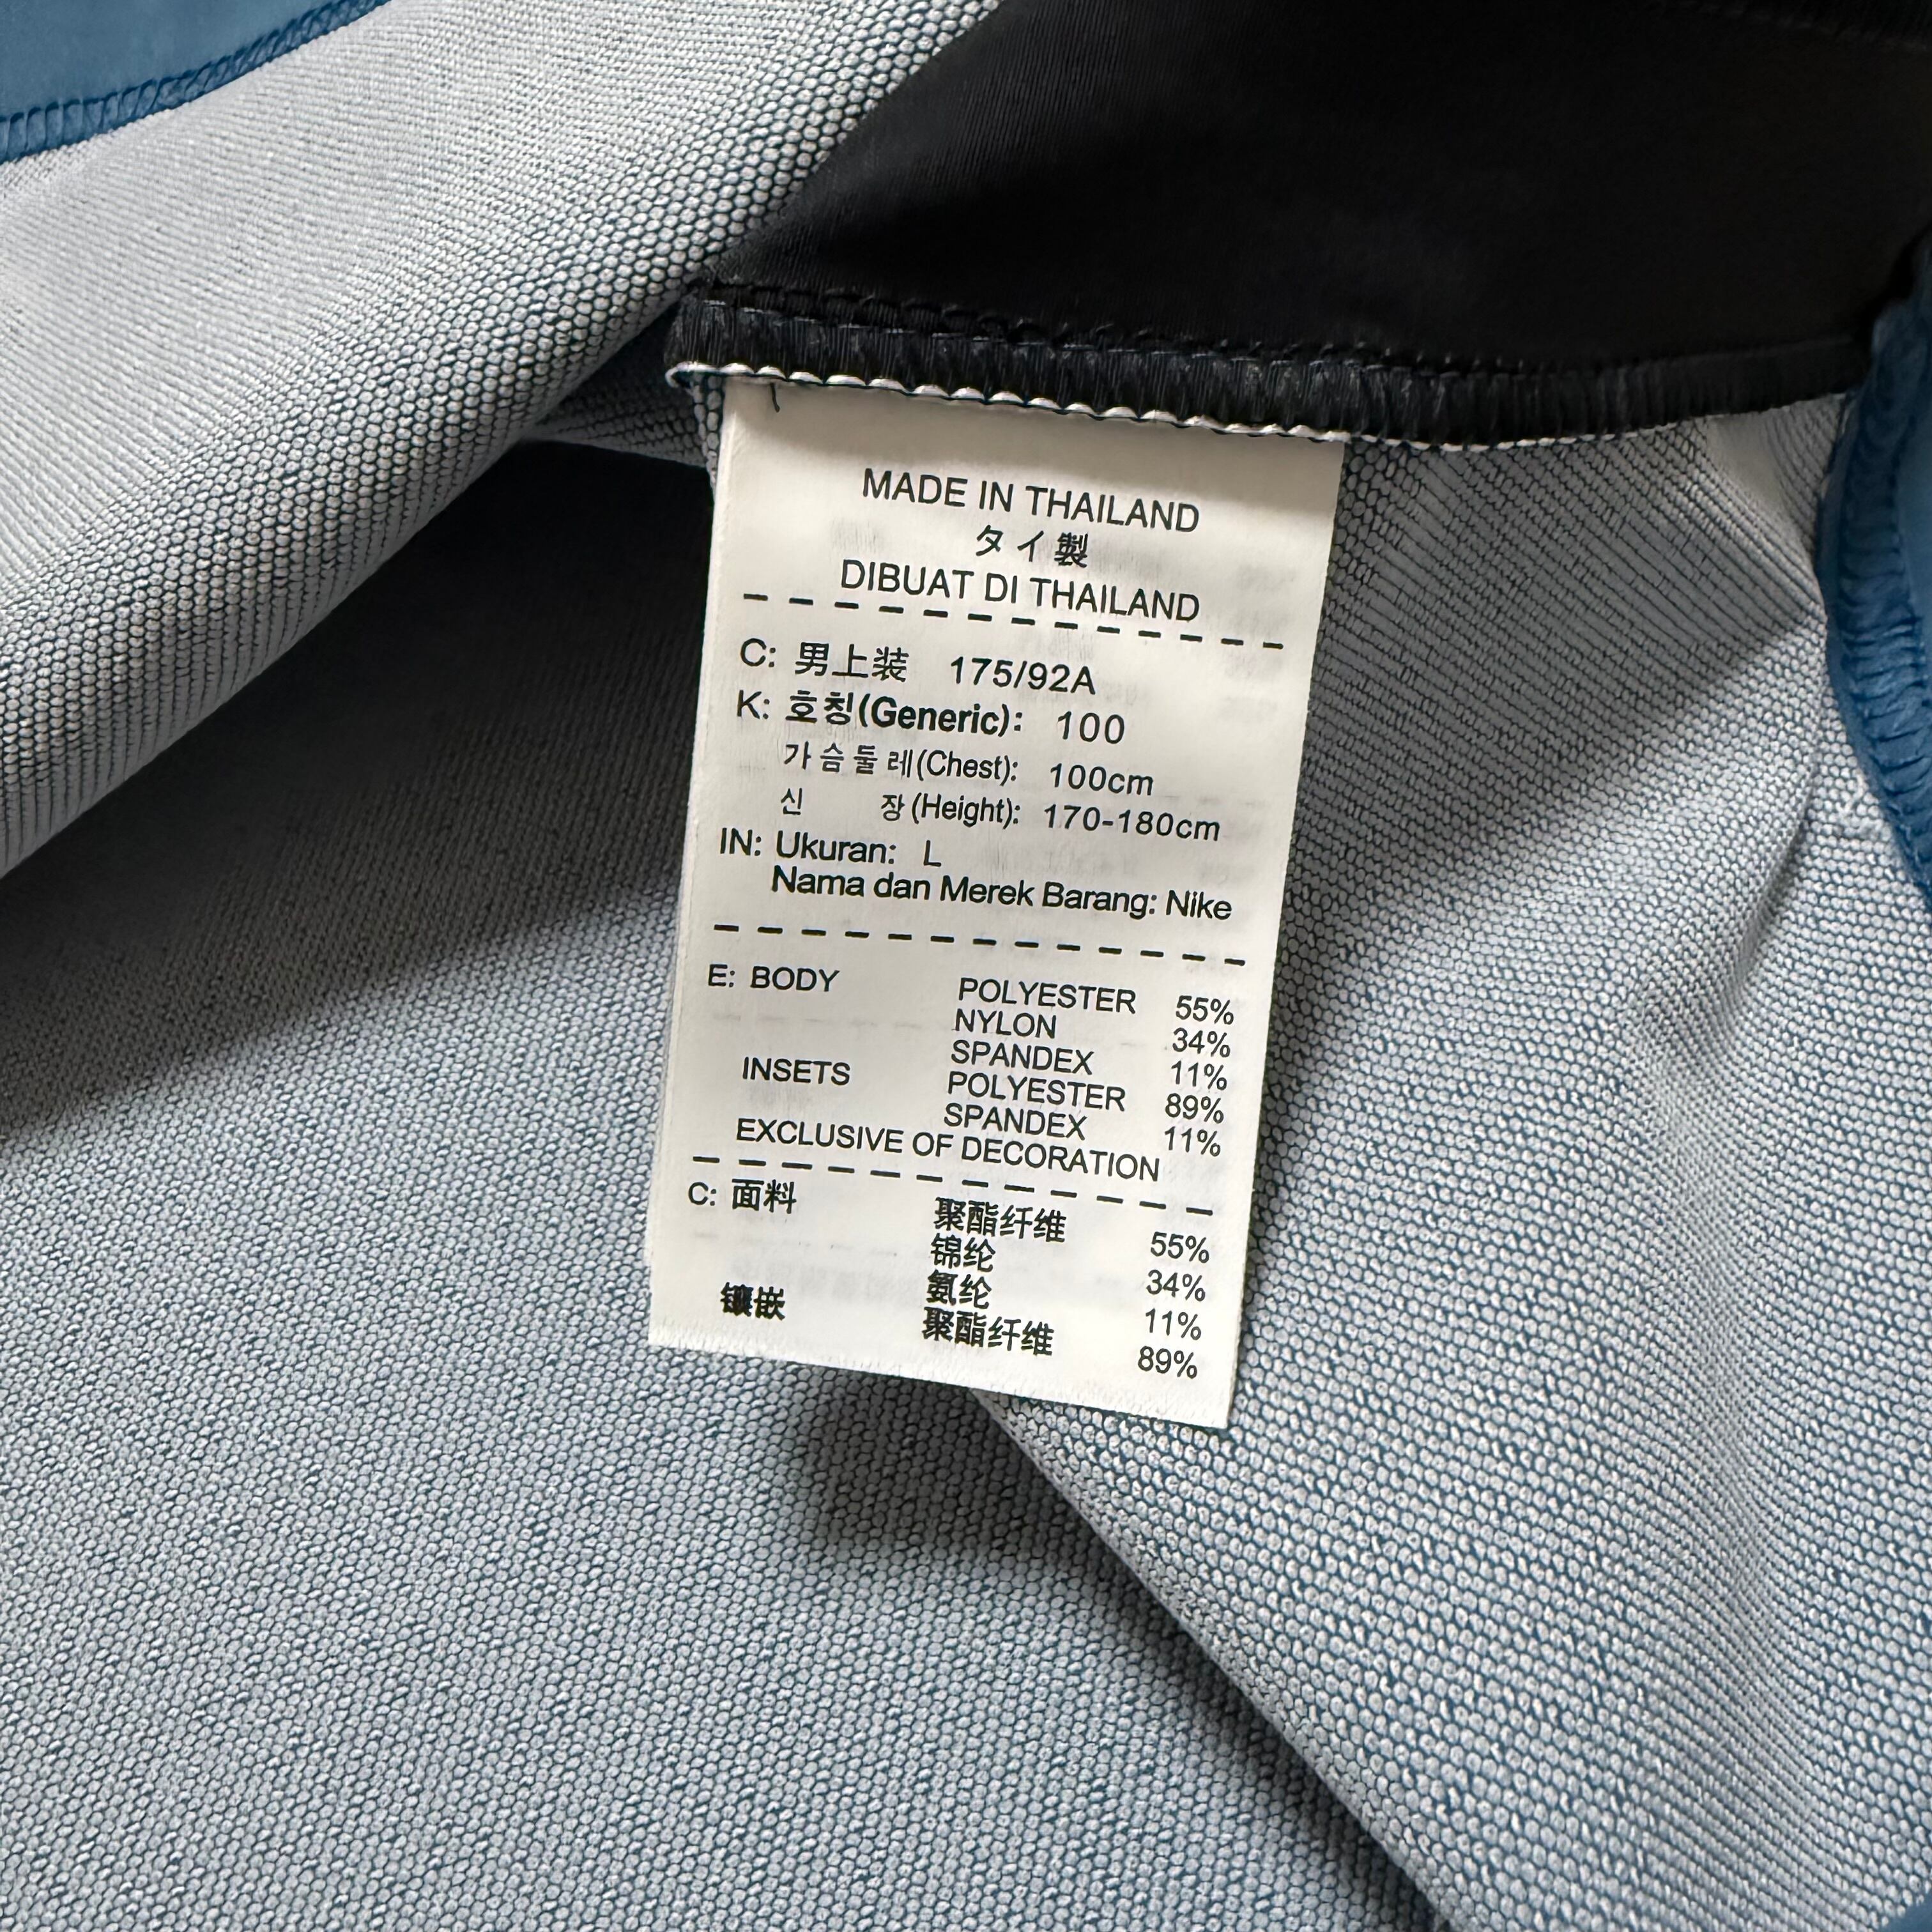 MADE IN THAILAND
タイ製
DIBUAT DI THAILAND
C: 男上装 175/92A
K: 호칭(Generic): 100
가슴둘레(Chest): 100cm
신 장(Height): 170-180cm
IN: Ukuran: L
Nama dan Merek Barang: Nike
E: BODY POLYESTER 55%
NYLON 34%
SPANDEX 11%
INSETS POLYESTER 89%
SPANDEX 11%
EXCLUSIVE OF DECORATION
C: 面料 聚酯纤维 55%
锦纶 34%
氨纶 11%
镶嵌 聚酯纤维 89%